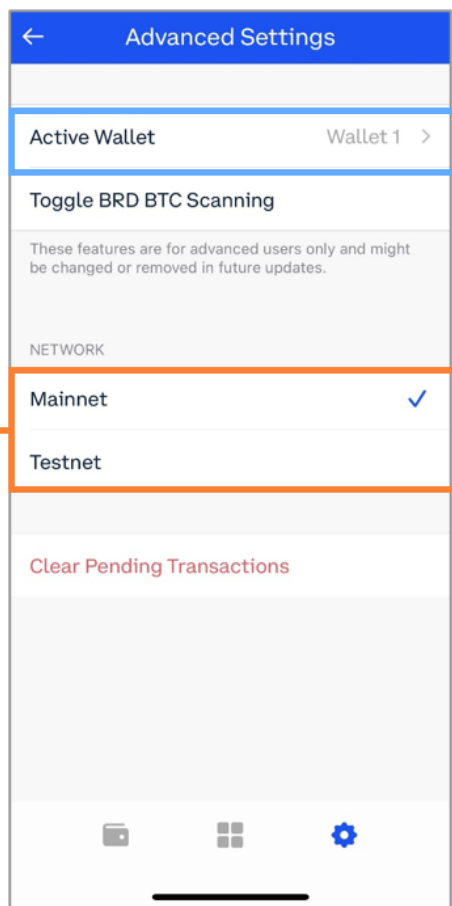 Advanced Settings
Active Wallet Wallet 1
Toggle BRD BTC Scanning
These features are for advanced users only and might
be changed or removed in future updates.
NETWORK
Mainnet
Testnet
Clear Pending Transactions